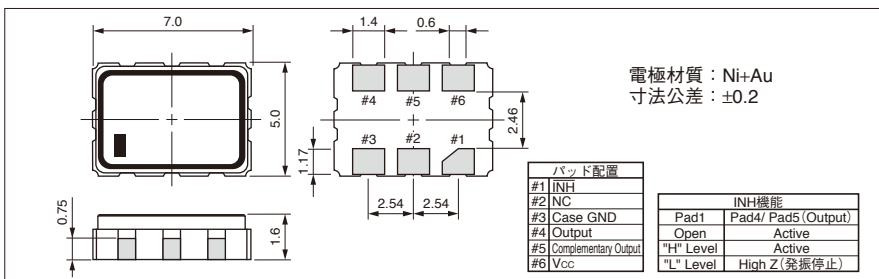 7.0
5.0
0.75
1.6
1.4
0.6
#4
#5
#6
#3
#2
#1
2.46
1.17
2.54
2.54
電極材質：Ni+Au
寸法公差：±0.2
パッド配置
#1 INH
#2 NC
#3 Case GND
#4 Output
#5 Complementary Output
#6 Vcc
INH機能
Pad1 Pad4/ Pad5(Output)
Open Active
"H" Level Active
"L" Level High Z(発振停止)